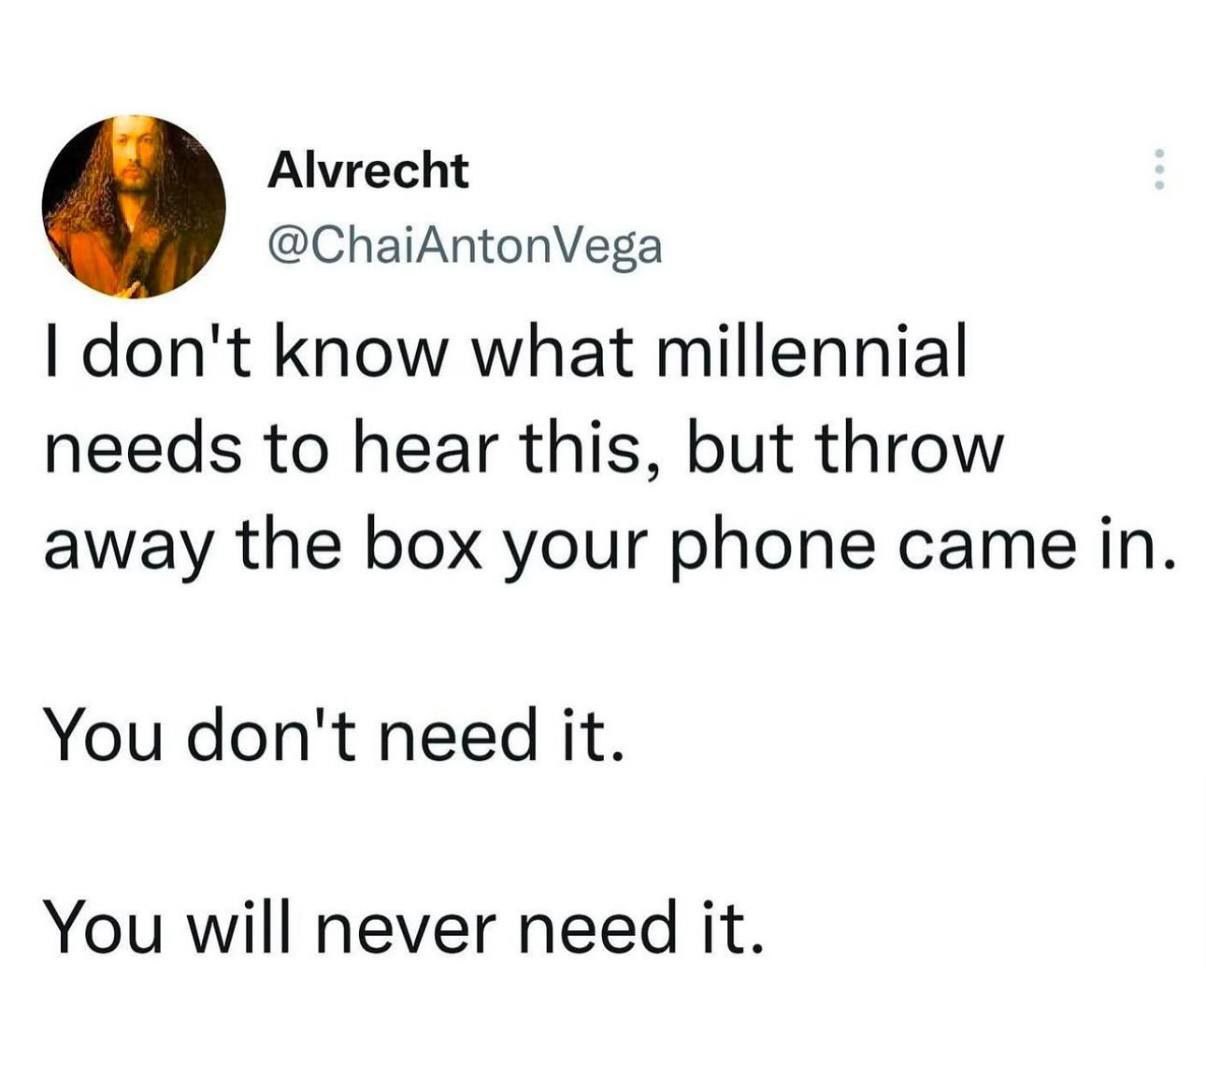 Alvrecht
@ChaiAntonVega
I don't know what millennial
needs to hear this, but throw
away the box your phone came in.
You don't need it.
You will never need it.